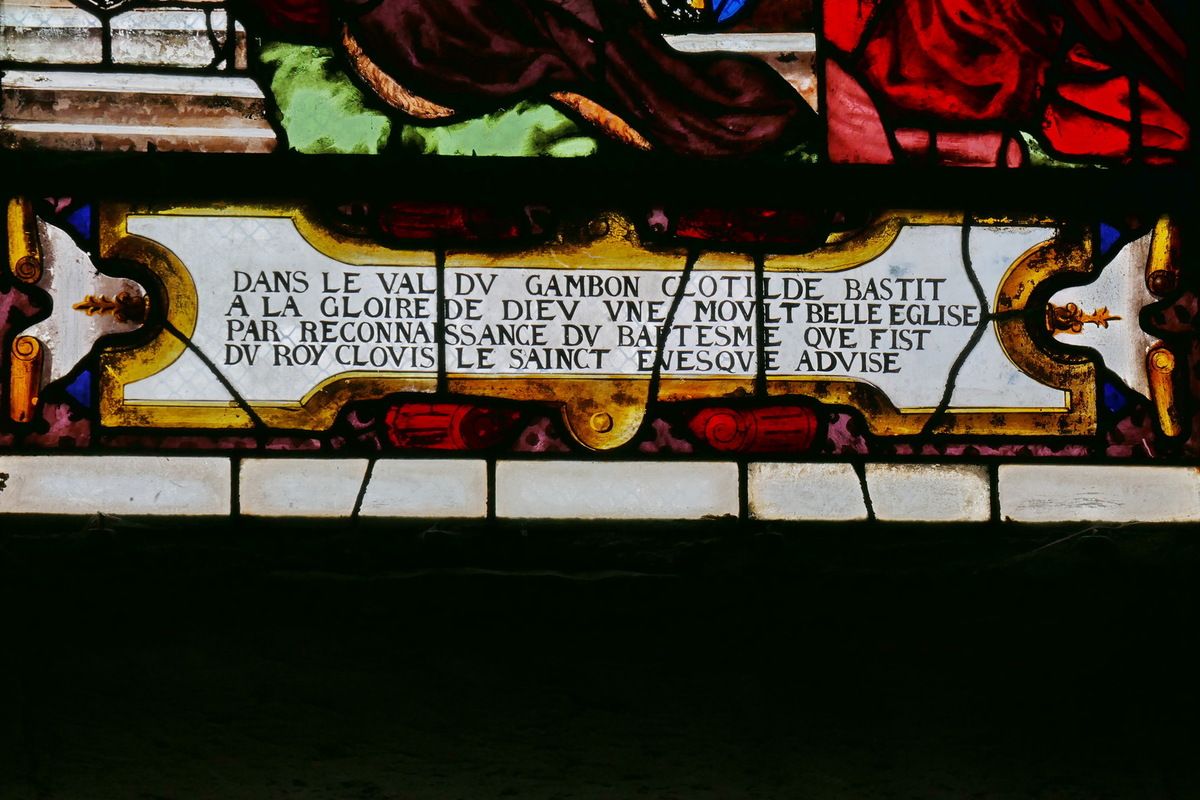 DANS LE VAL DV GAMBON CLOTILDE BASTIT
A LA GLOIRE DE DIEV VNE MOVLT BELLE EGLISE
PAR RECONNAISSANCE DV BAPTESME QVE FIST
DV ROY CLOVIS LE SAINCT EVESQVE ADVISE